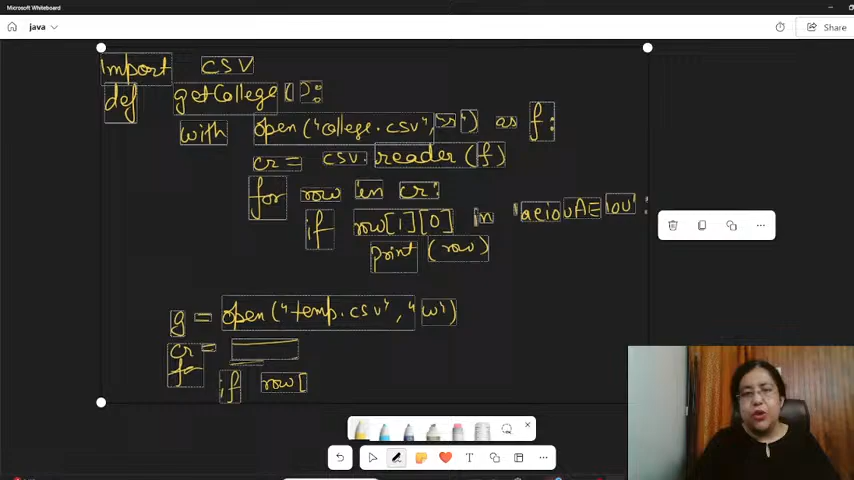 Microsoft Whiteboard
java
Share
import csv
def getCollege ():
with open("college.csv","r") as f:
cr= csv.reader(f)
for row in cr:
if row[1][0] in 'aeiouAEIOU':
print (row)
g = open("temp.csv","w")
cr=
for
if row[